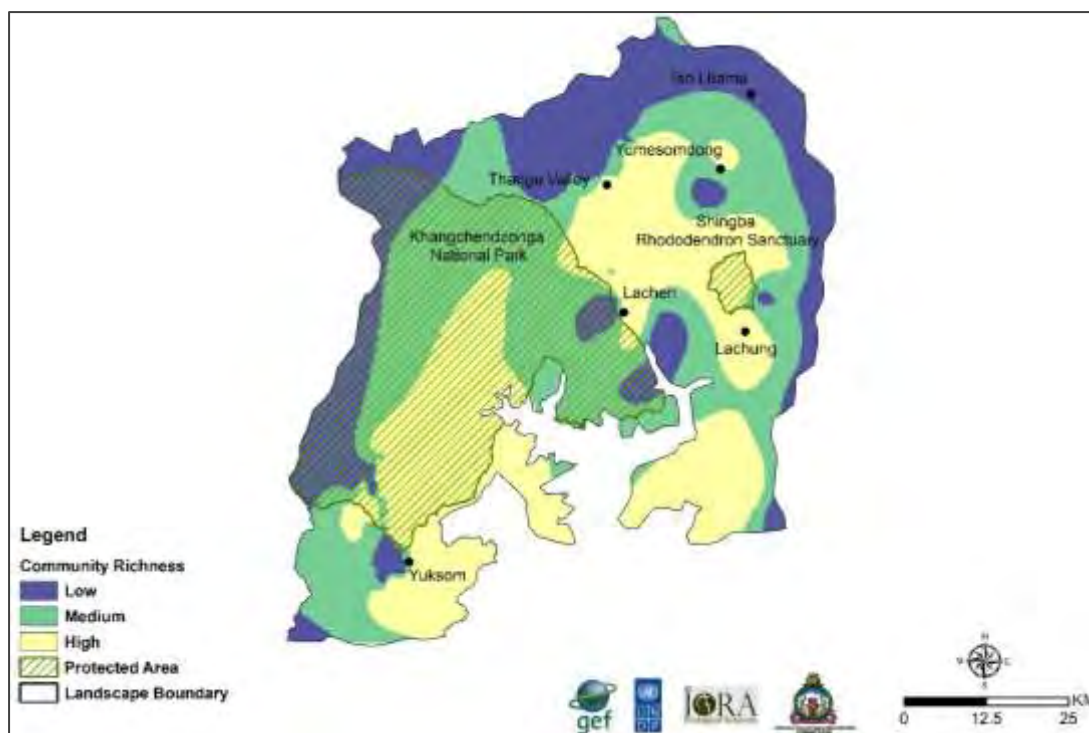 Tso Lhamo
Yumesomdong
Thangu Valley
Shingba
Rhododendron Sanctuary
Khangchendzonga
National Park
Lachen
Lachung
Yuksom
Legend
Community Richness
Low
Medium
High
Protected Area
Landscape Boundary
N
S
gef
JORA
KM
0 12.5 25